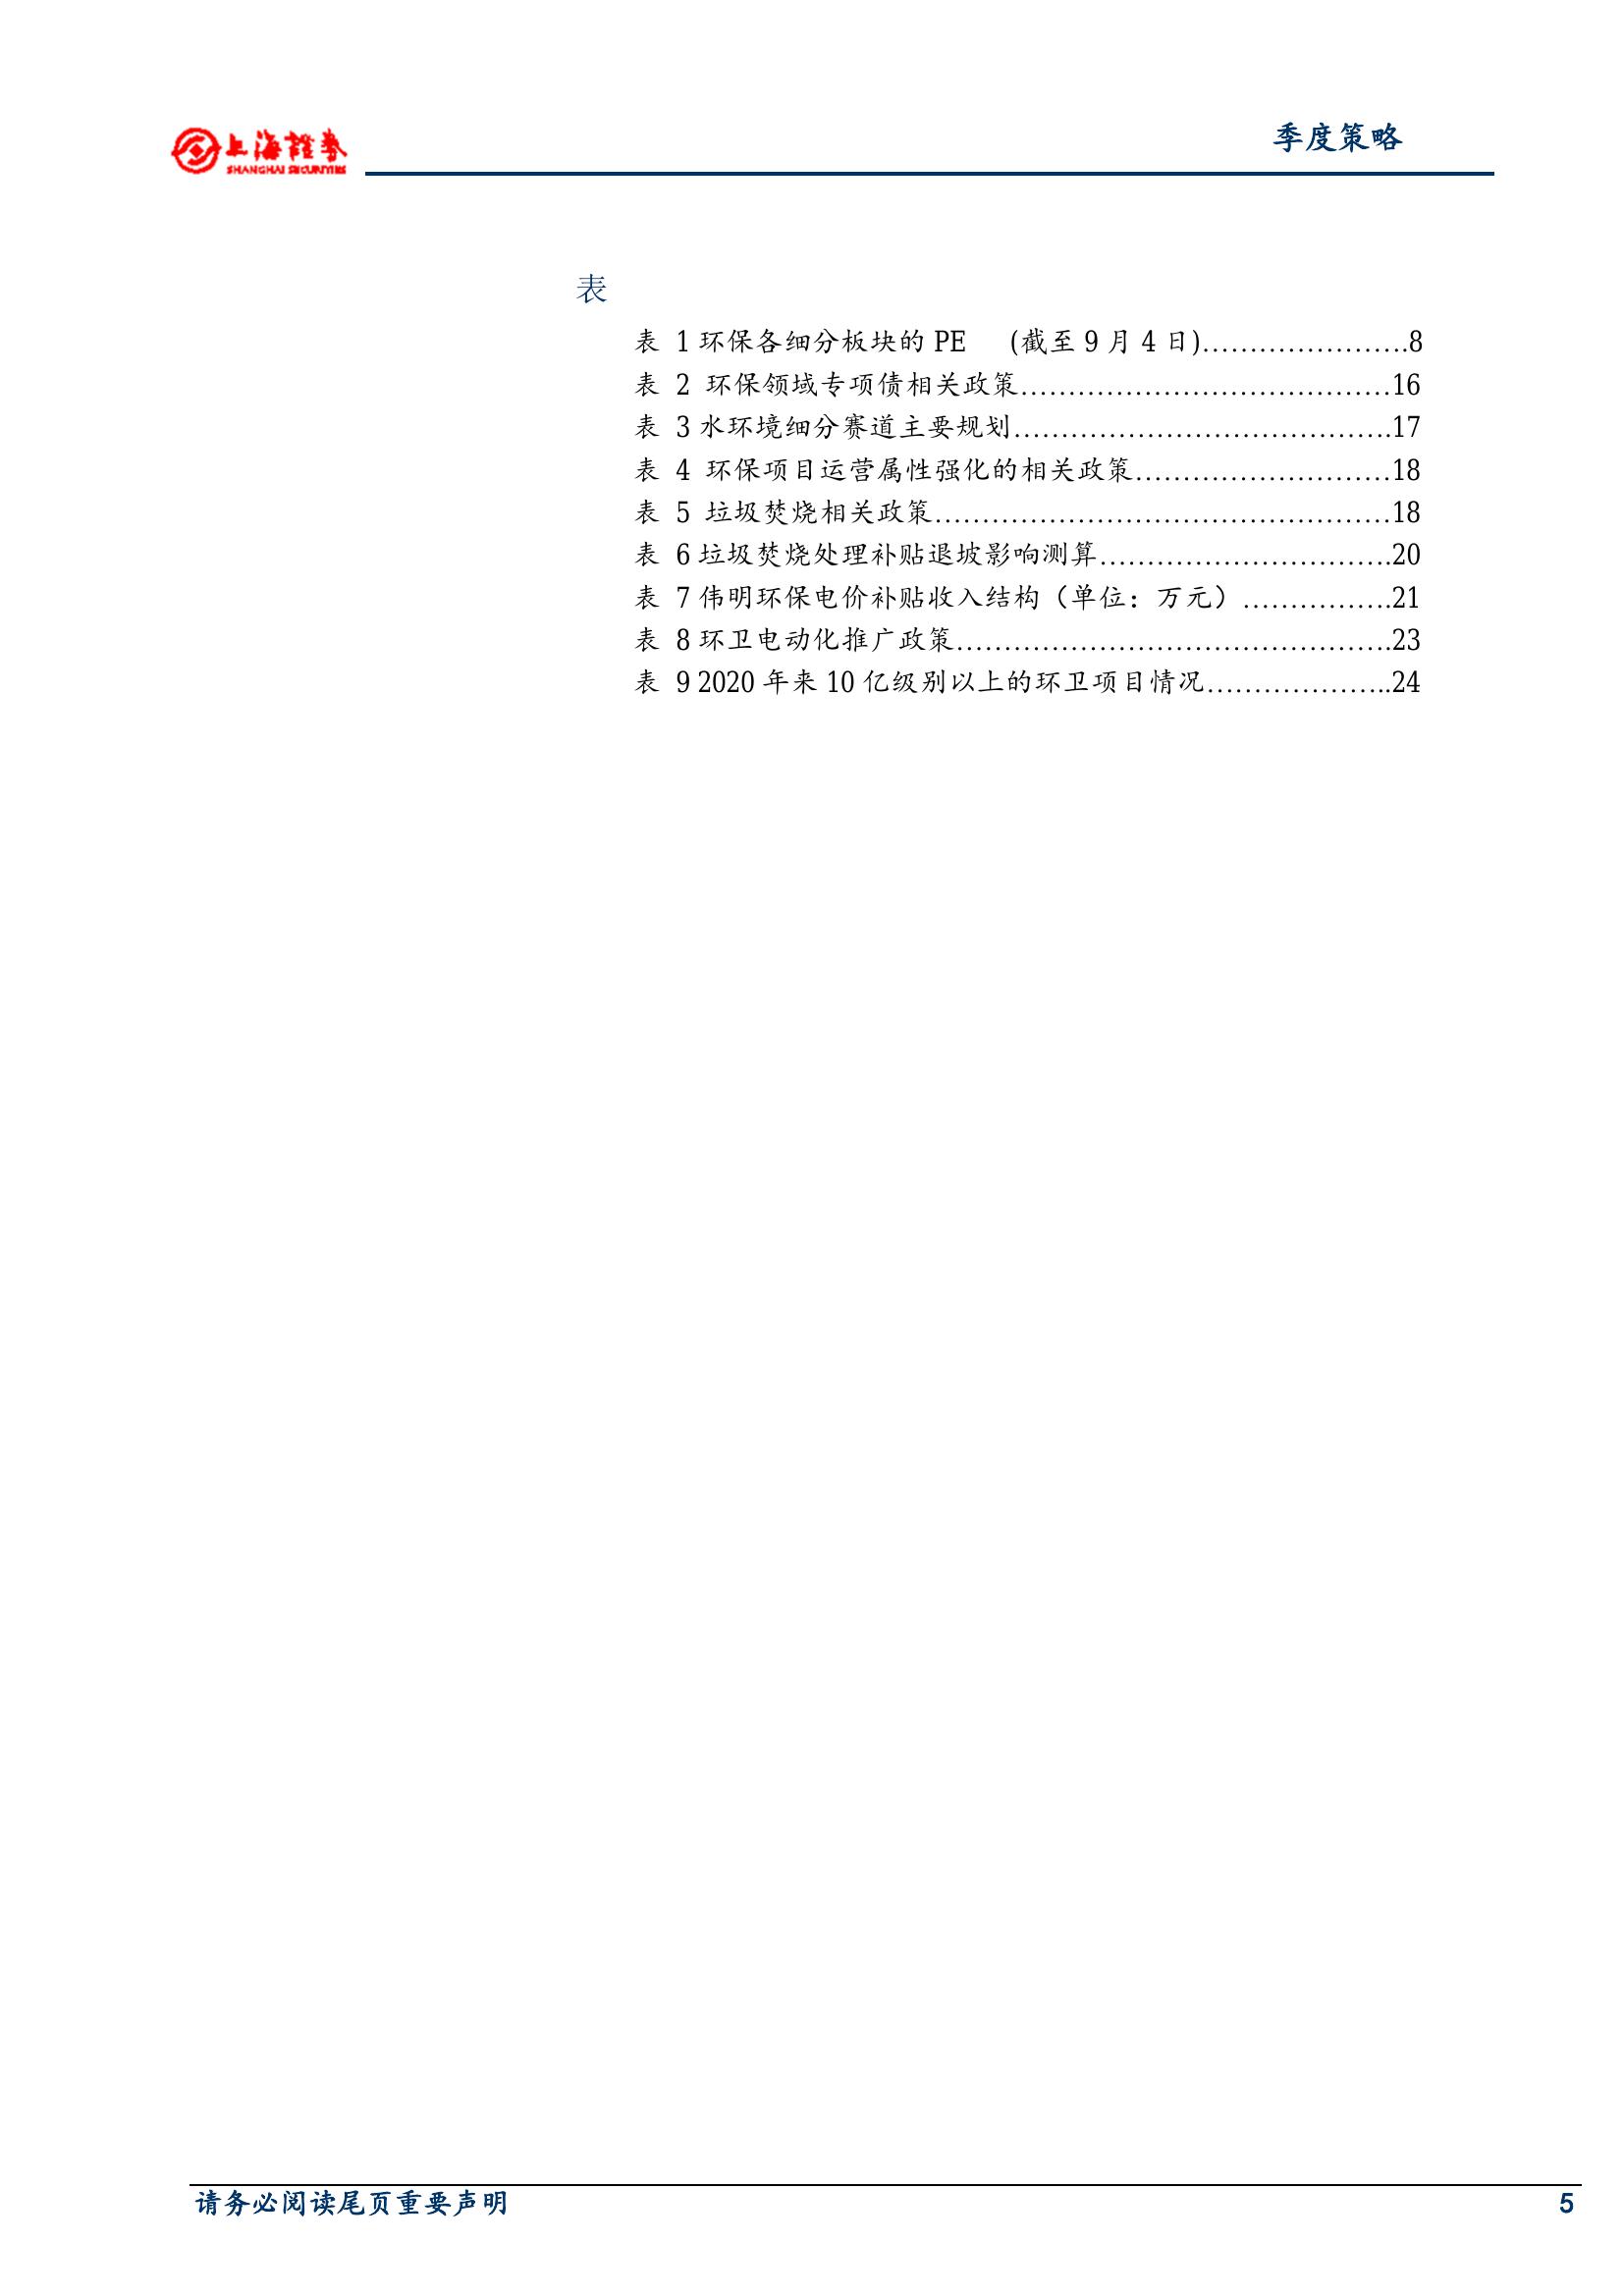 上海證券
SHANGHAI SECURITIES
季度策略
表
表 1 环保各细分板块的 PE (截至 9 月 4 日)......................8
表 2 环保领域专项债相关政策.......................................16
表 3 水环境细分赛道主要规划........................................17
表 4 环保项目运营属性强化的相关政策...........................18
表 5 垃圾焚烧相关政策................................................18
表 6 垃圾焚烧处理补贴退坡影响测算...............................20
表 7 伟明环保电价补贴收入结构（单位：万元）................21
表 8 环卫电动化推广政策..............................................23
表 9 2020 年来 10 亿级别以上的环卫项目情况....................24
请务必阅读尾页重要声明
5